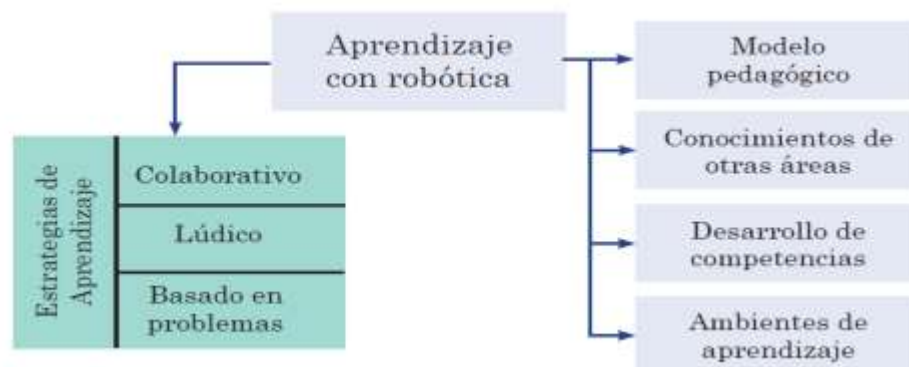 Aprendizaje
con robótica
Modelo
pedagógico
Conocimientos de
otras áreas
Desarrollo de
competencias
Ambientes de
aprendizaje
Estrategias de
Aprendizaje
Colaborativo
Lúdico
Basado en
problemas